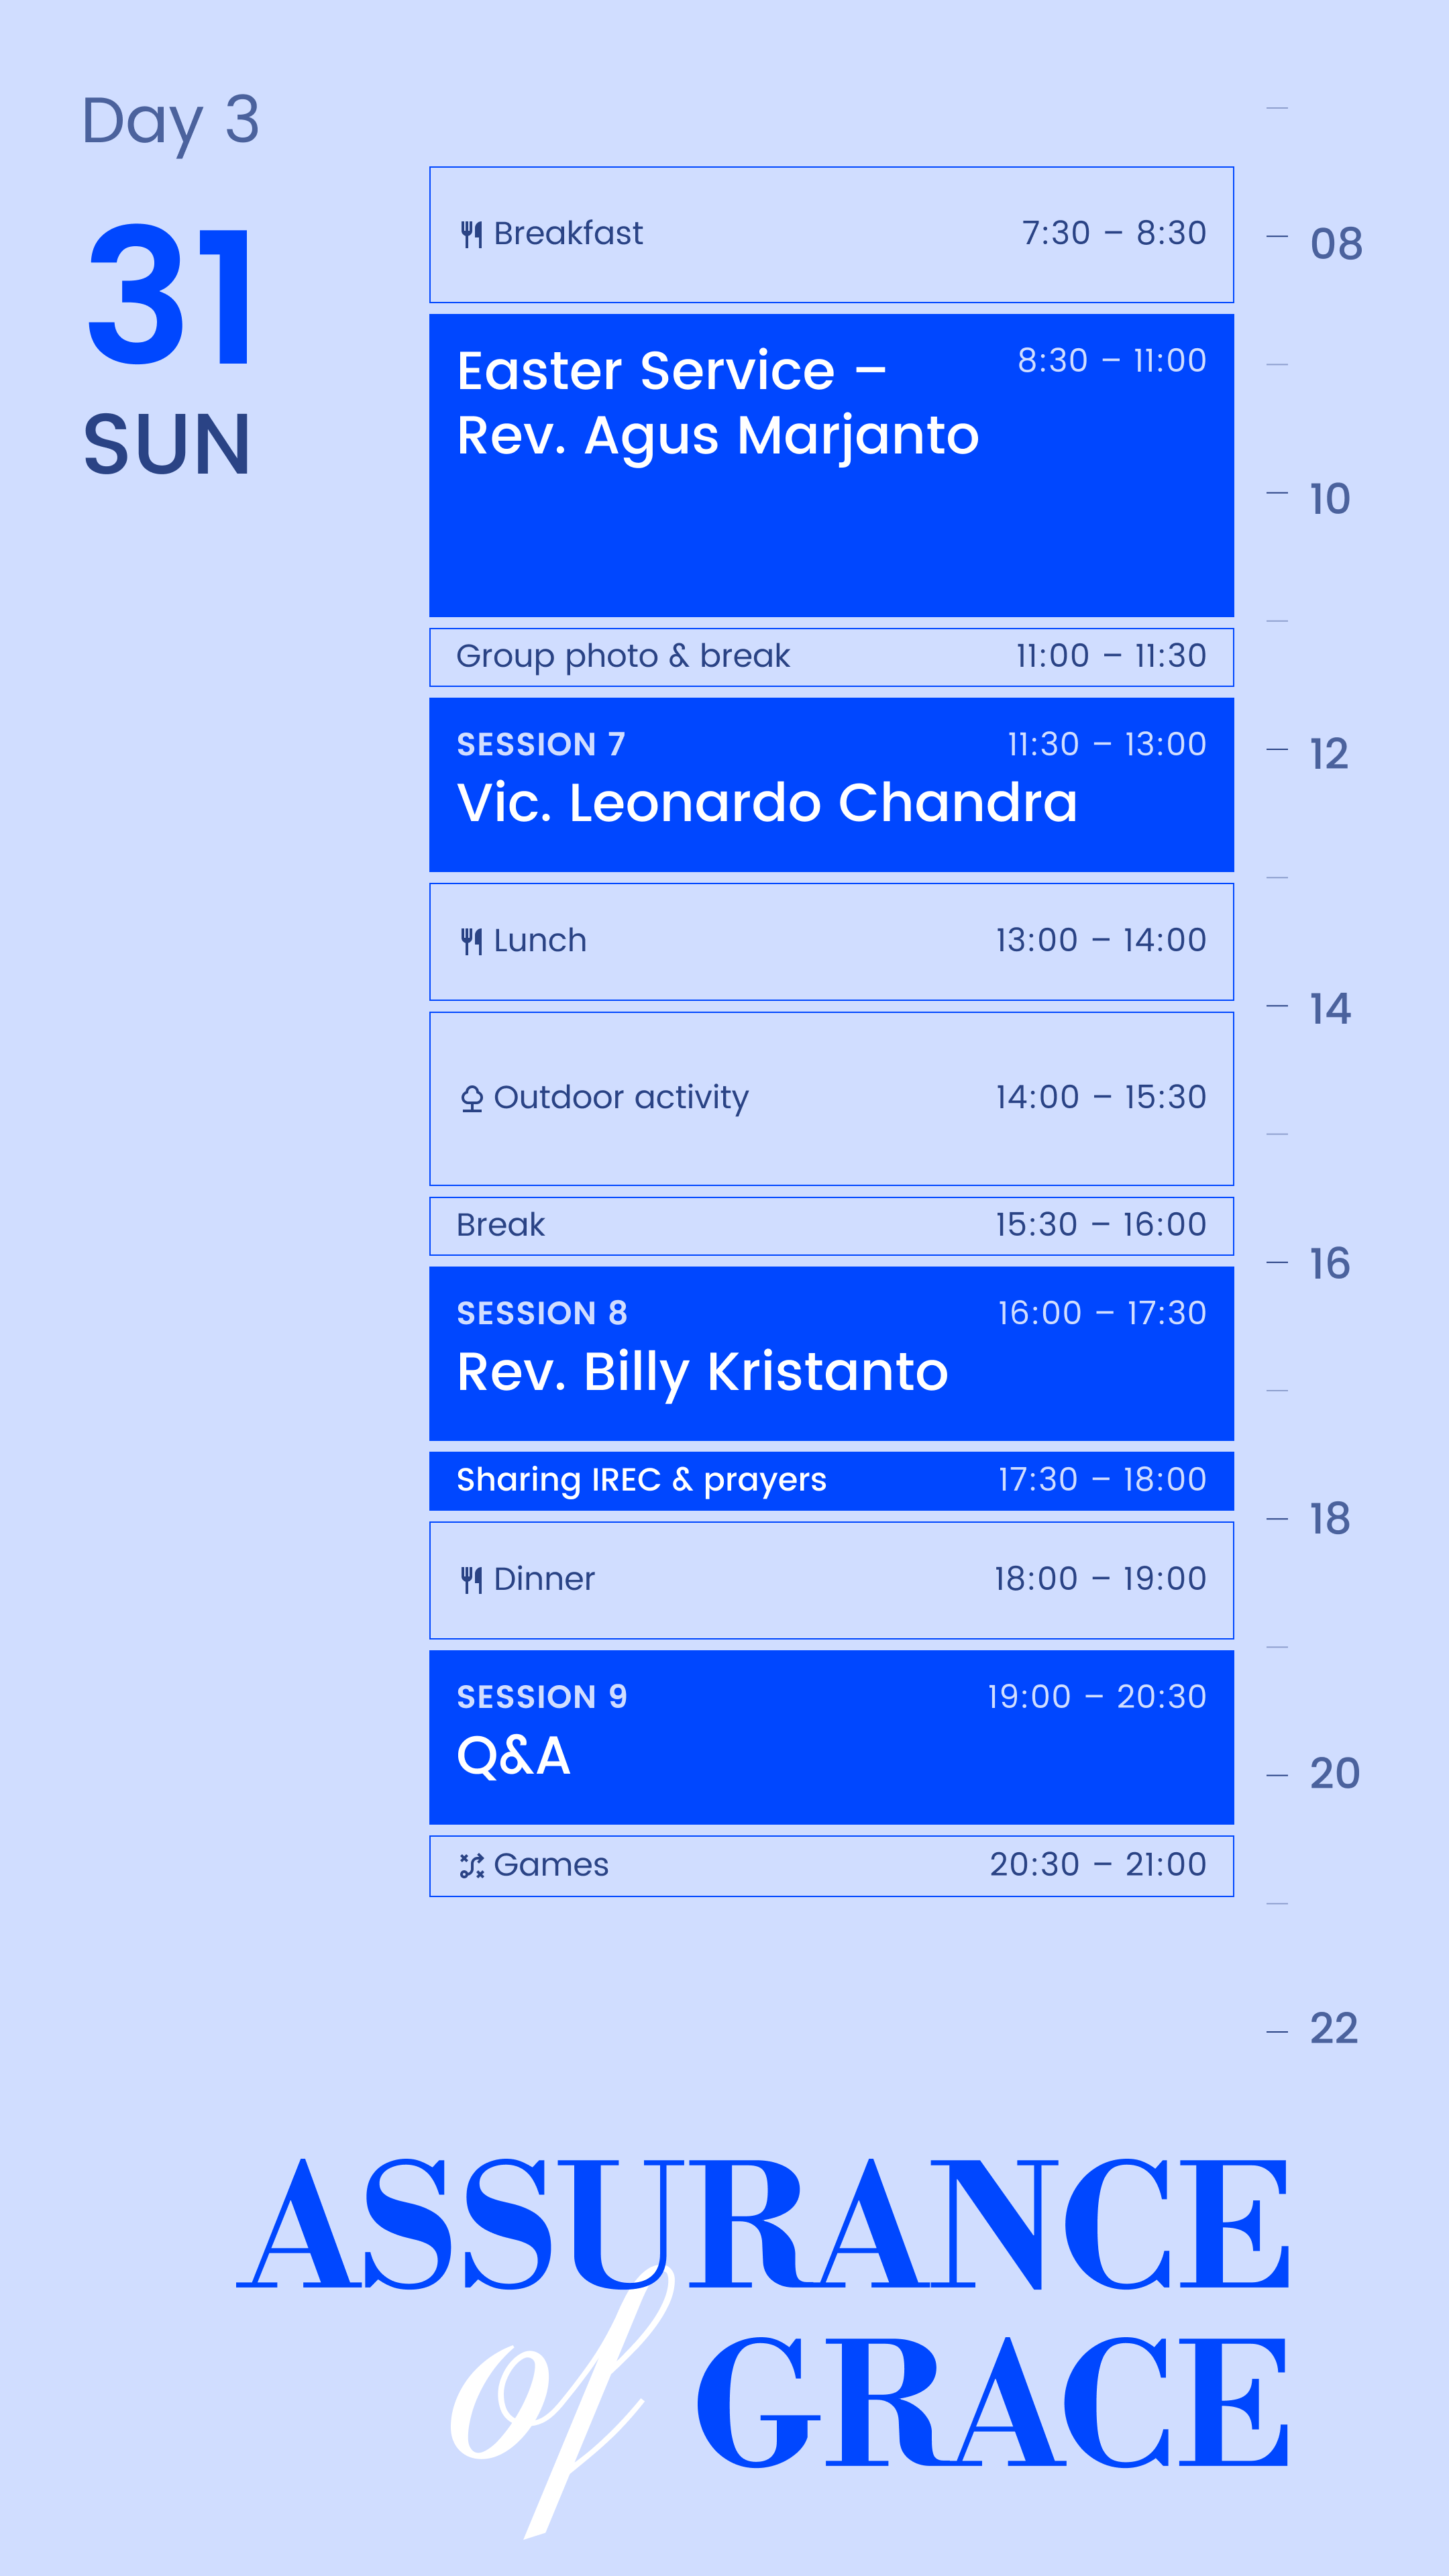 Day 3
31
SUN
Breakfast 7:30 – 8:30
Easter Service – 8:30 – 11:00
Rev. Agus Marjanto
Group photo & break 11:00 – 11:30
SESSION 7 11:30 – 13:00
Vic. Leonardo Chandra
Lunch 13:00 – 14:00
Outdoor activity 14:00 – 15:30
Break 15:30 – 16:00
SESSION 8 16:00 – 17:30
Rev. Billy Kristanto
Sharing IREC & prayers 17:30 – 18:00
Dinner 18:00 – 19:00
SESSION 9 19:00 – 20:30
Q&A
Games 20:30 – 21:00
08
10
12
14
16
18
20
22
ASSURANCE
of GRACE